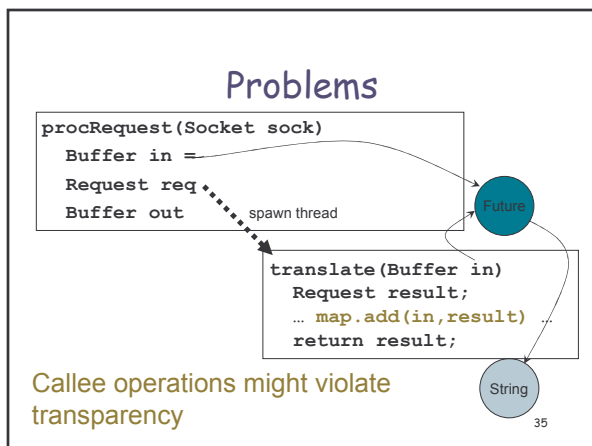 Problems
procRequest(Socket sock)
Buffer in =
Request req
Buffer out
spawn thread
Future
translate(Buffer in)
Request result;
… map.add(in,result) …
return result;
Callee operations might violate
transparency
String
35